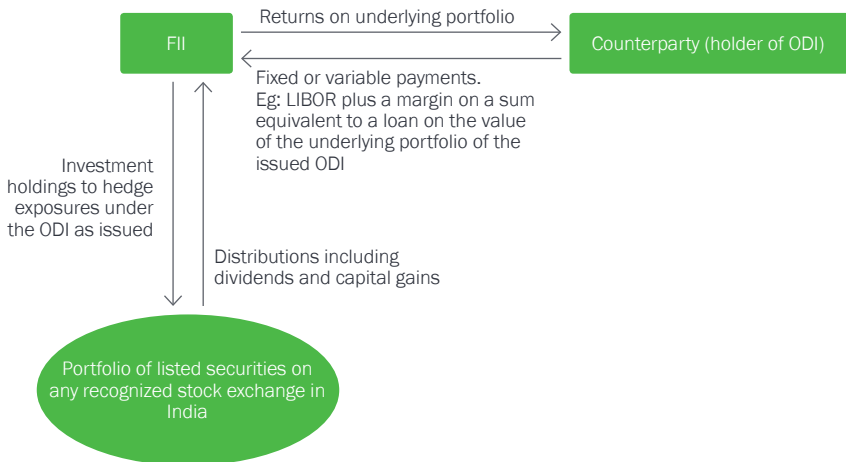 Returns on underlying portfolio
FII
Counterparty (holder of ODI)
Fixed or variable payments.
Eg: LIBOR plus a margin on a sum
equivalent to a loan on the value
of the underlying portfolio of the
issued ODI
Investment
holdings to hedge
exposures under
the ODI as issued
Distributions including
dividends and capital gains
Portfolio of listed securities on
any recognized stock exchange in
India